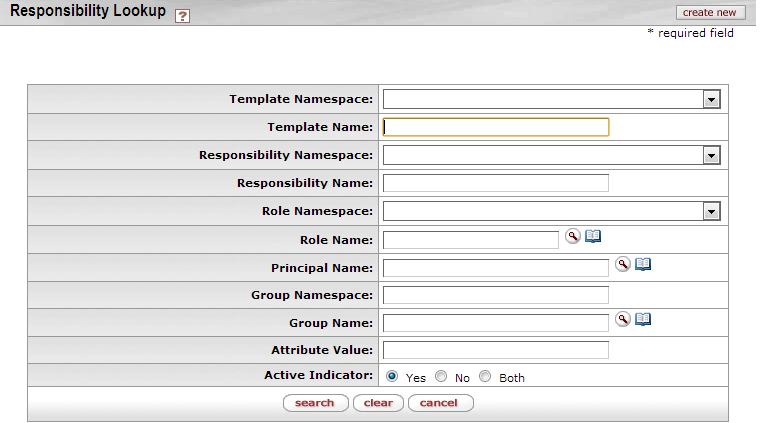 Responsibility Lookup ?
create new
* required field
Template Namespace:
Template Name:
Responsibility Namespace:
Responsibility Name:
Role Namespace:
Role Name:
Principal Name:
Group Namespace:
Group Name:
Attribute Value:
Active Indicator: Yes No Both
search clear cancel